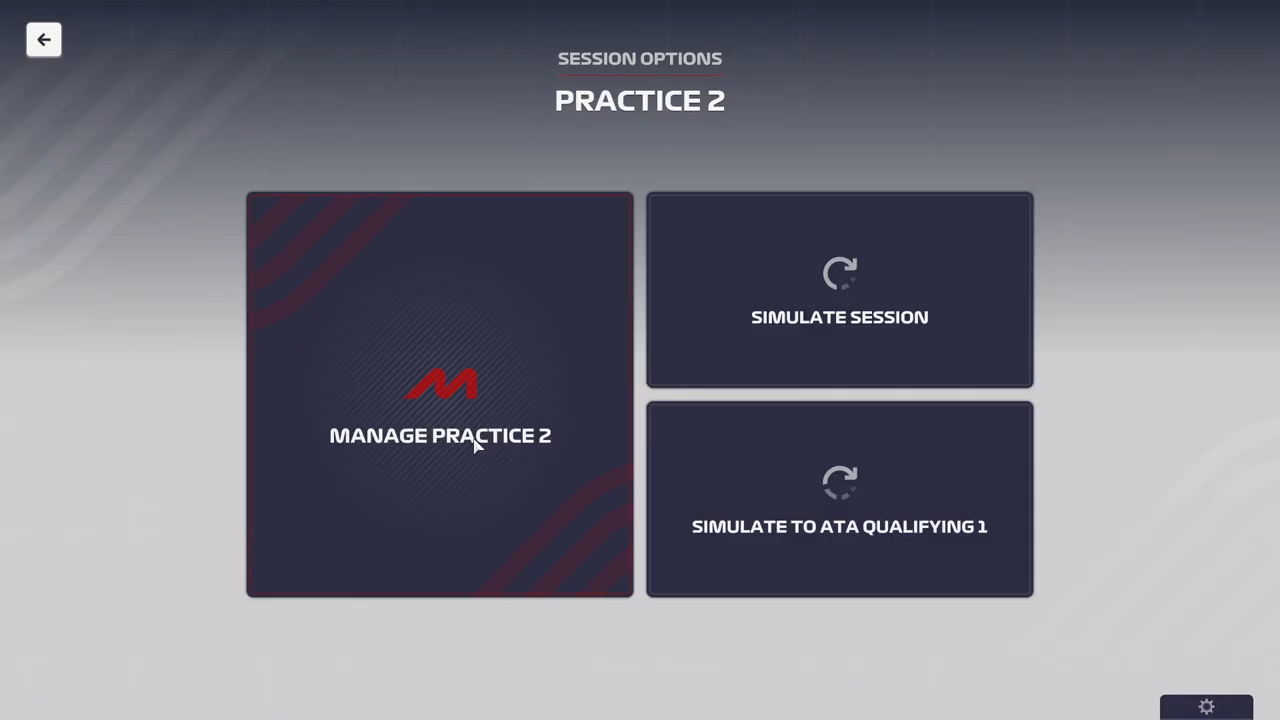 SESSION OPTIONS
PRACTICE 2
MANAGE PRACTICE 2
SIMULATE SESSION
SIMULATE TO ATA QUALIFYING 1